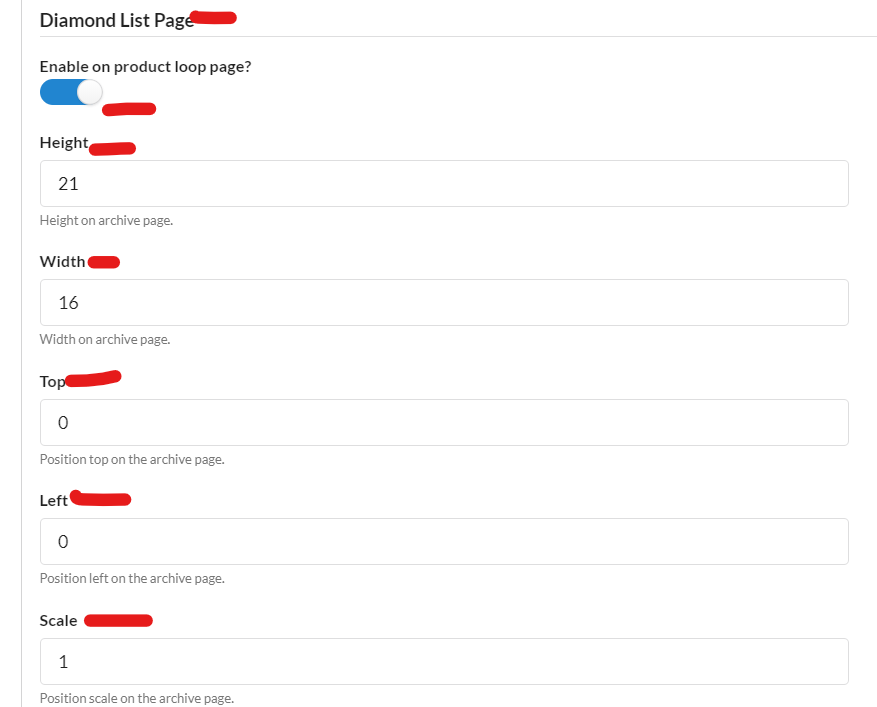 Diamond List Page
Enable on product loop page?
Height
21
Height on archive page.
Width
16
Width on archive page.
Top
0
Position top on the archive page.
Left
0
Position left on the archive page.
Scale
1
Position scale on the archive page.